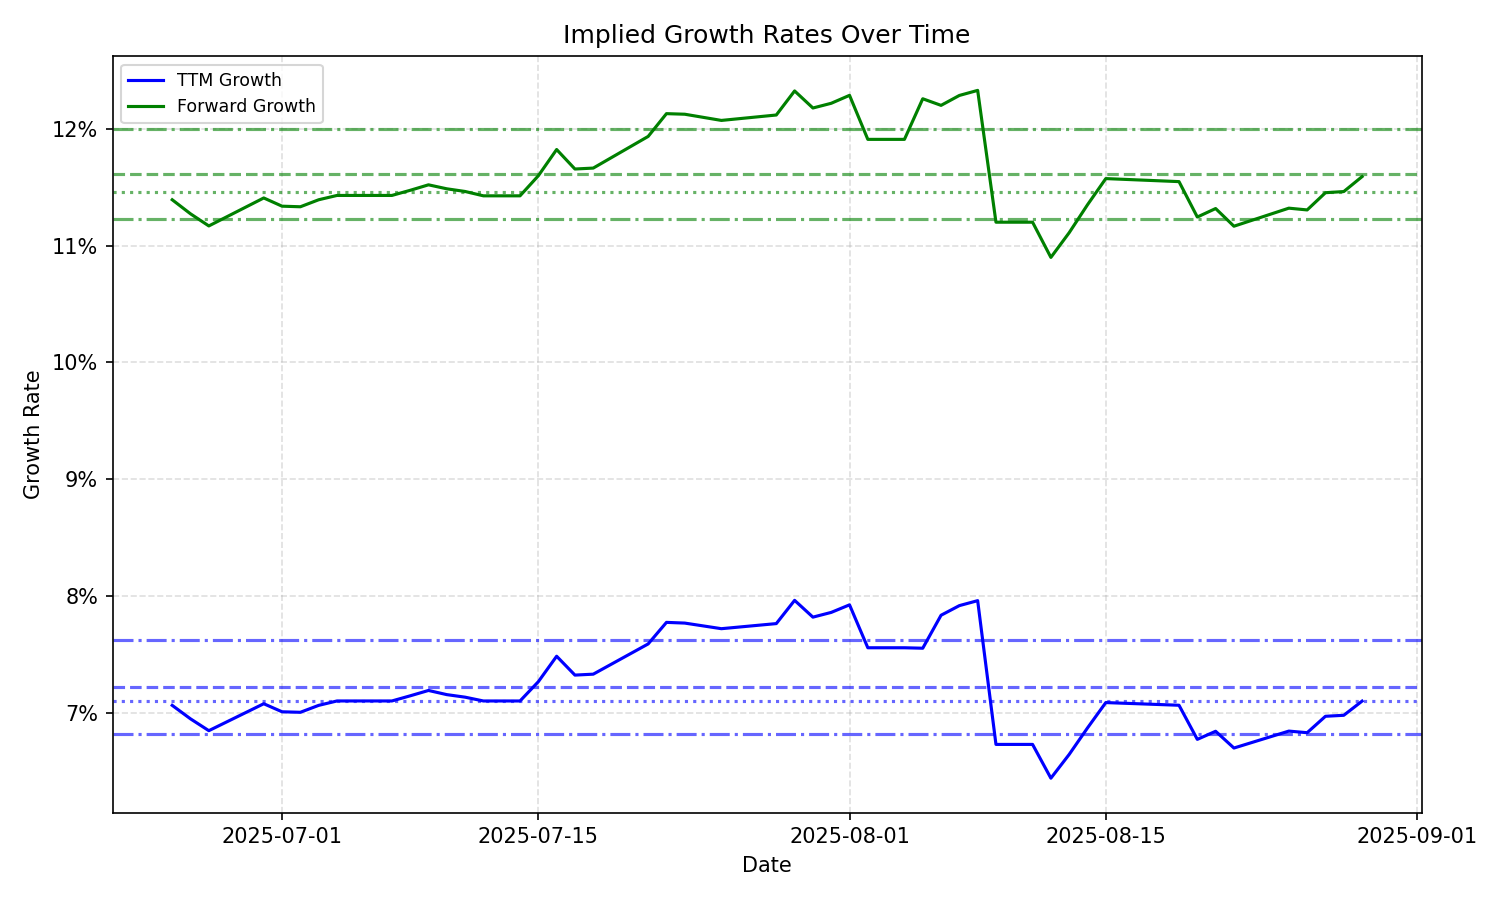 Implied Growth Rates Over Time
TTM Growth
Forward Growth
12%
11%
10%
9%
8%
7%
Growth Rate
2025-07-01
2025-07-15
2025-08-01
2025-08-15
2025-09-01
Date